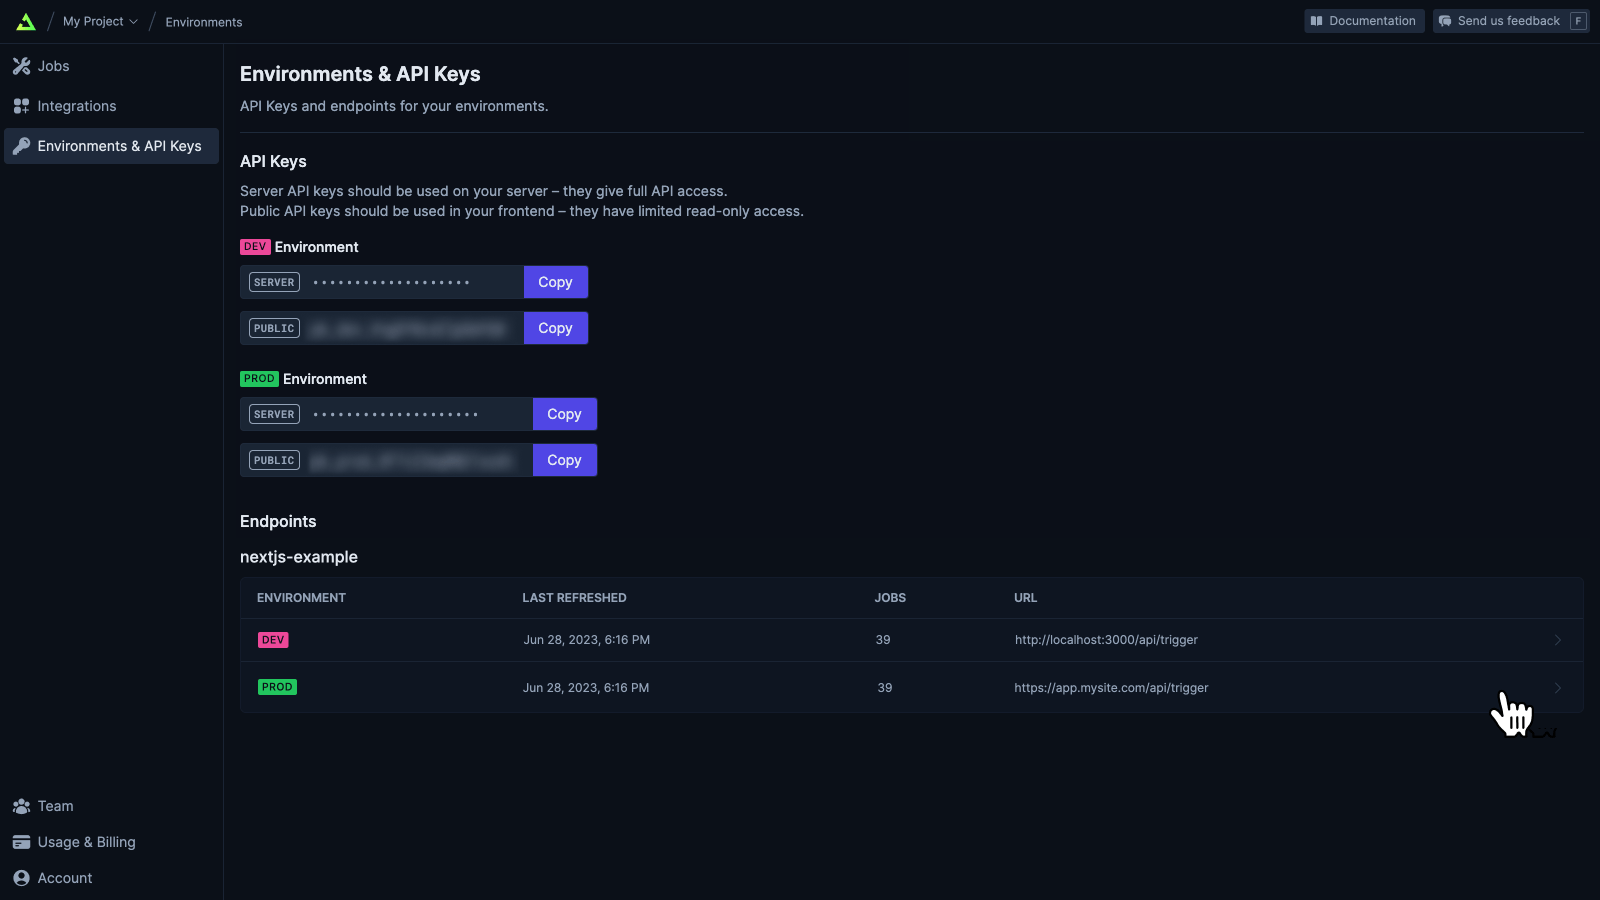 My Project
Environments
Documentation
Send us feedback F
Jobs
Integrations
Environments & API Keys
Team
Usage & Billing
Account
Environments & API Keys
API Keys and endpoints for your environments.
API Keys
Server API keys should be used on your server – they give full API access.
Public API keys should be used in your frontend – they have limited read-only access.
DEV Environment
SERVER •••••••••••••••••••• Copy
PUBLIC Copy
PROD Environment
SERVER ••••••••••••••••••••• Copy
PUBLIC Copy
Endpoints
nextjs-example
ENVIRONMENT LAST REFRESHED JOBS URL
DEV Jun 28, 2023, 6:16 PM 39 http://localhost:3000/api/trigger
PROD Jun 28, 2023, 6:16 PM 39 https://app.mysite.com/api/trigger